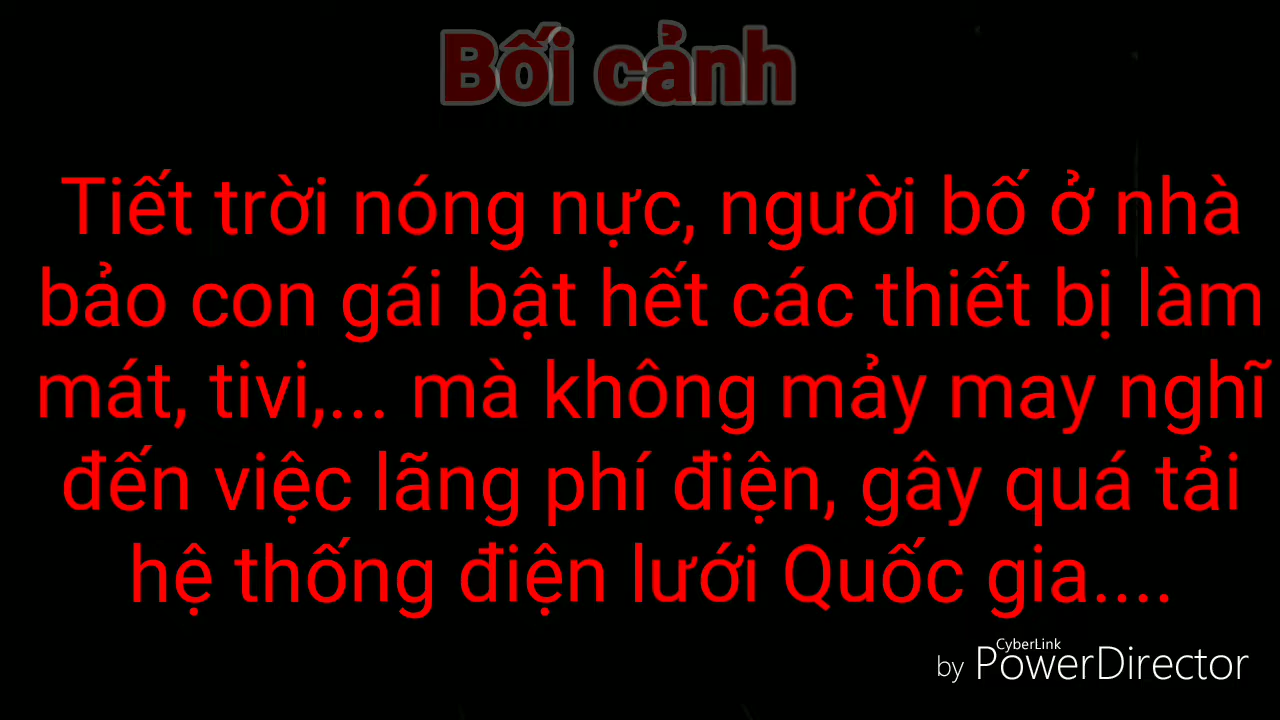 Bối cảnh
Tiết trời nóng nực, người bố ở nhà
bảo con gái bật hết các thiết bị làm
mát, tivi,... mà không mảy may nghĩ
đến việc lãng phí điện, gây quá tải
hệ thống điện lưới Quốc gia....
CyberLink
by PowerDirector